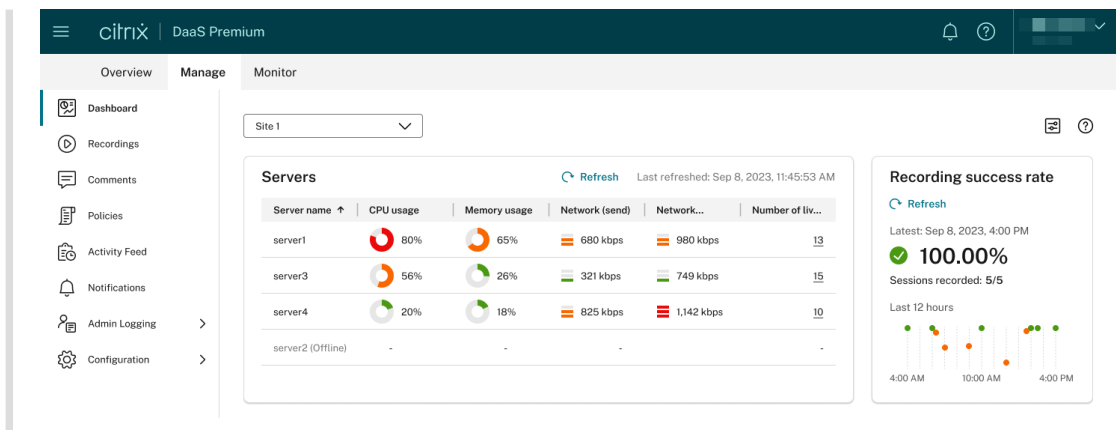 citrix | DaaS Premium
Overview Manage Monitor
Dashboard
Recordings
Comments
Policies
Activity Feed
Notifications
Admin Logging
Configuration
Site 1
Servers Refresh Last refreshed: Sep 8, 2023, 11:45:53 AM
Server name CPU usage Memory usage Network (send) Network... Number of liv...
server1 80% 65% 680 kbps 980 kbps 13
server3 56% 26% 321 kbps 749 kbps 15
server4 20% 18% 825 kbps 1,142 kbps 10
server2 (Offline) - - - -
Recording success rate
Refresh
Latest: Sep 8, 2023, 4:00 PM
100.00%
Sessions recorded: 5/5
Last 12 hours
4:00 AM 10:00 AM 4:00 PM